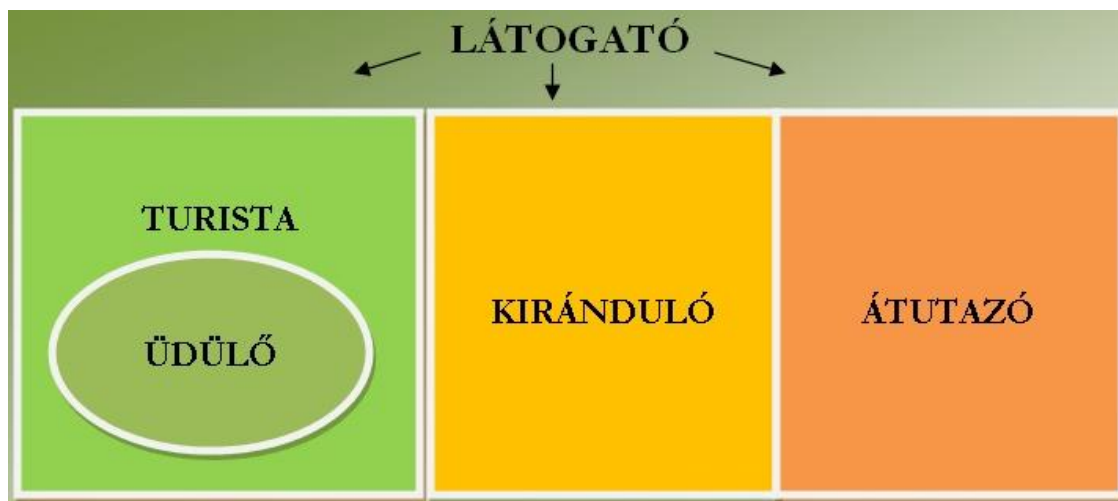 LÁTOGATÓ
TURISTA
ÜDÜLŐ
KIRÁNDULÓ
ÁTUTAZÓ